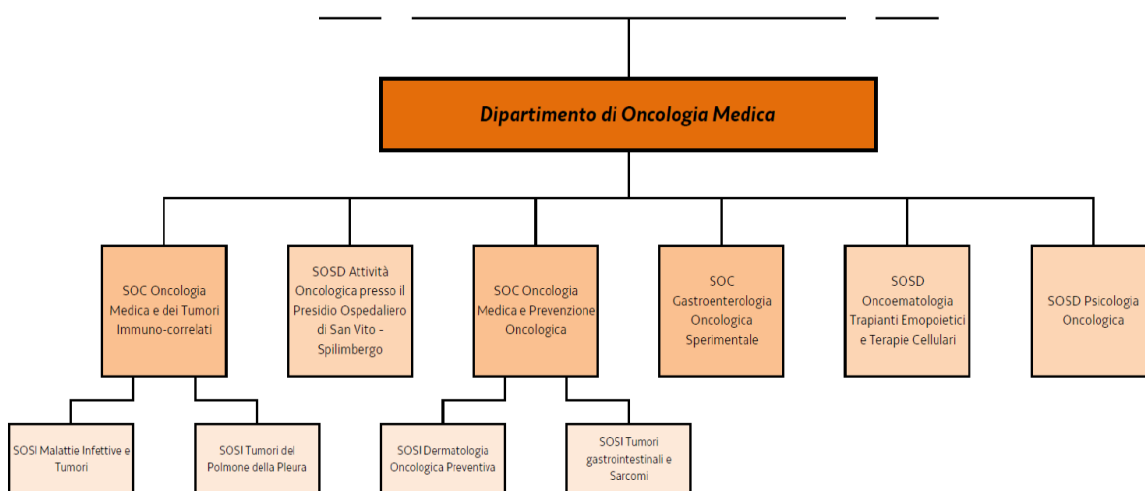 Dipartimento di Oncologia Medica
SOC Oncologia
Medica e dei Tumori
Immuno-correlati
SOSD Attività
Oncologica presso il
Presidio Ospedaliero
di San Vito -
Spilimbergo
SOC Oncologia
Medica e Prevenzione
Oncologica
SOC
Gastroenterologia
Oncologica
Sperimentale
SOSD
Oncoematologia
Trapianti Emopoietici
e Terapie Cellulari
SOSD Psicologia
Oncologica
SOSI Malattie Infettive e
Tumori
SOSI Tumori del
Polmone della Pleura
SOSI Dermatologia
Oncologica Preventiva
SOSI Tumori
gastrointestinali e
Sarcomi